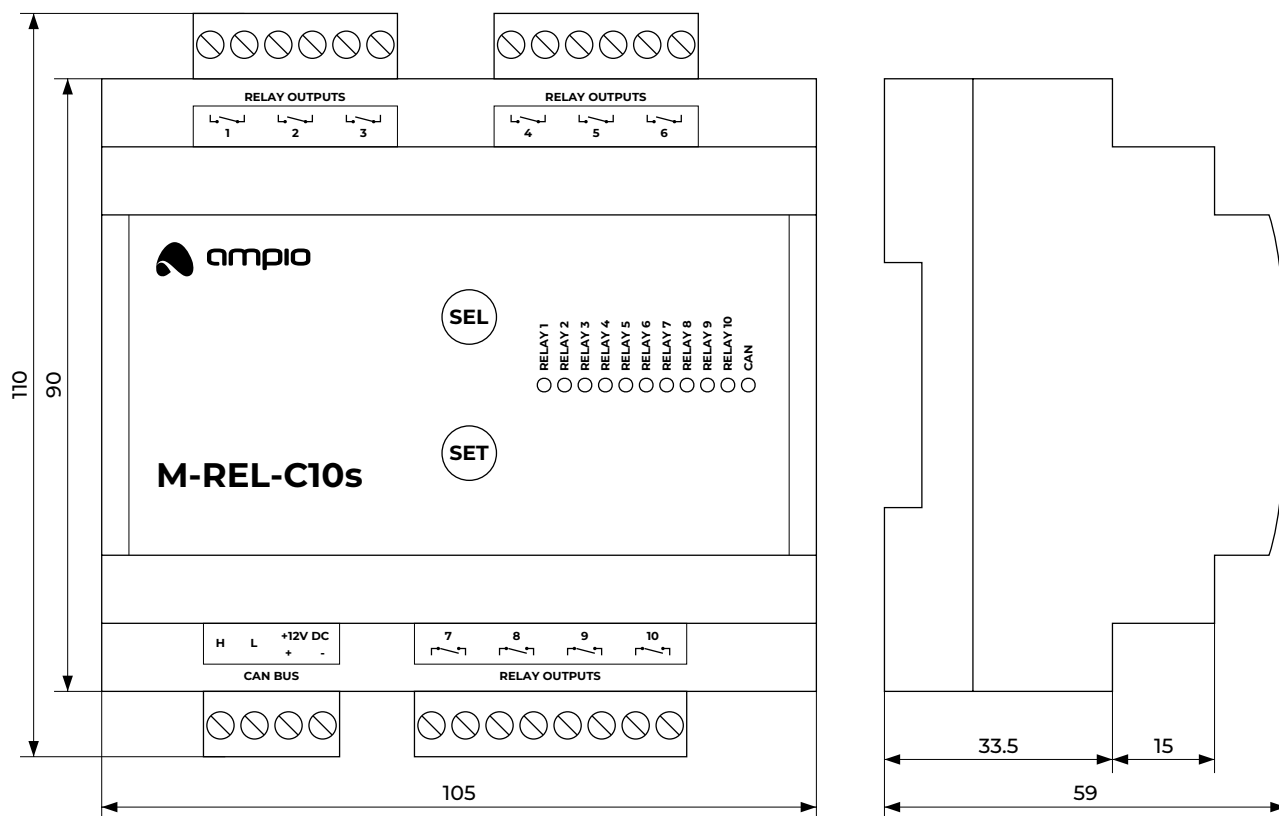 RELAY OUTPUTS
1 2 3
RELAY OUTPUTS
4 5 6
ampio
SEL
RELAY 1
RELAY 2
RELAY 3
RELAY 4
RELAY 5
RELAY 6
RELAY 7
RELAY 8
RELAY 9
RELAY 10
CAN
SET
M-REL-C10s
110
90
H L +12V DC
+ -
CAN BUS
7 8 9 10
RELAY OUTPUTS
105
33.5
15
59